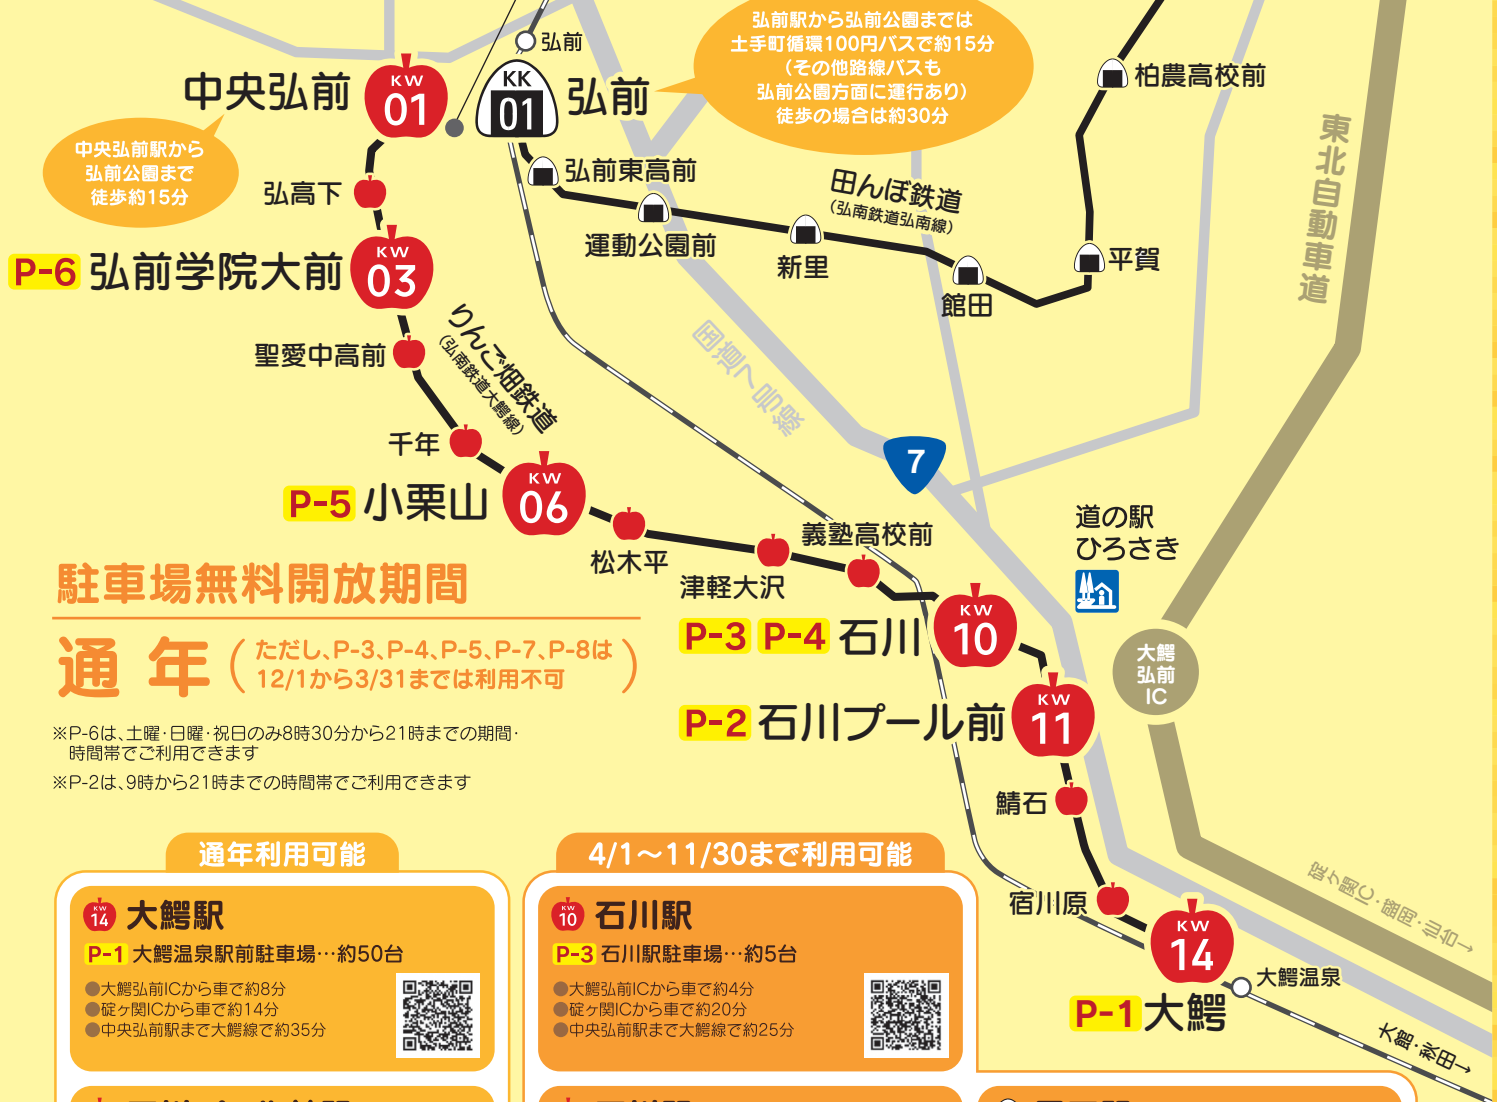 弘前
弘前駅から弘前公園までは
土手町循環100円バスで約15分
(その他路線バスも
弘前公園方面に運行あり)
徒歩の場合は約30分
柏農高校前
中央弘前
KW
01
KK
01
弘前
東北自動車道
中央弘前駅から
弘前公園まで
徒歩約15分
弘高下
弘前東高前
田んぼ鉄道
(弘南鉄道弘南線)
運動公園前
新里
平賀
館田
P-6 弘前学院大前
KW
03
りんご畑鉄道
(弘南鉄道大鰐線)
国道7号線
聖愛中高前
千年
7
P-5 小栗山
KW
06
道の駅
ひろさき
義塾高校前
松木平
津軽大沢
駐車場無料開放期間
通年
(ただし、P-3、P-4、P-5、P-7、P-8は
12/1から3/31までは利用不可)
P-3 P-4 石川
KW
10
大鰐
弘前
IC
P-2 石川プール前
KW
11
※P-6は、土曜・日曜・祝日のみ8時30分から21時までの期間・
時間帯でご利用できます
※P-2は、9時から21時までの時間帯でご利用できます
鯖石
宿川原
碇ヶ関IC・盛岡・仙台→
KW
14
大鰐温泉
P-1 大鰐
大館・秋田→
通年利用可能
KW
14
大鰐駅
P-1 大鰐温泉駅前駐車場…約50台
●大鰐弘前ICから車で約8分
●碇ヶ関ICから車で約14分
●中央弘前駅まで大鰐線で約35分
4/1～11/30まで利用可能
KW
10
石川駅
P-3 石川駅駐車場…約5台
●大鰐弘前ICから車で約4分
●碇ヶ関ICから車で約20分
●中央弘前駅まで大鰐線で約25分